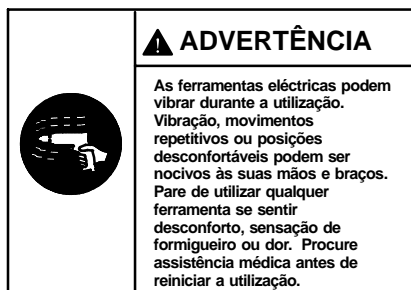 ADVERTÊNCIA
As ferramentas eléctricas podem
vibrar durante a utilização.
Vibração, movimentos
repetitivos ou posições
desconfortáveis podem ser
nocivos às suas mãos e braços.
Pare de utilizar qualquer
ferramenta se sentir
desconforto, sensação de
formigueiro ou dor. Procure
assistência médica antes de
reiniciar a utilização.